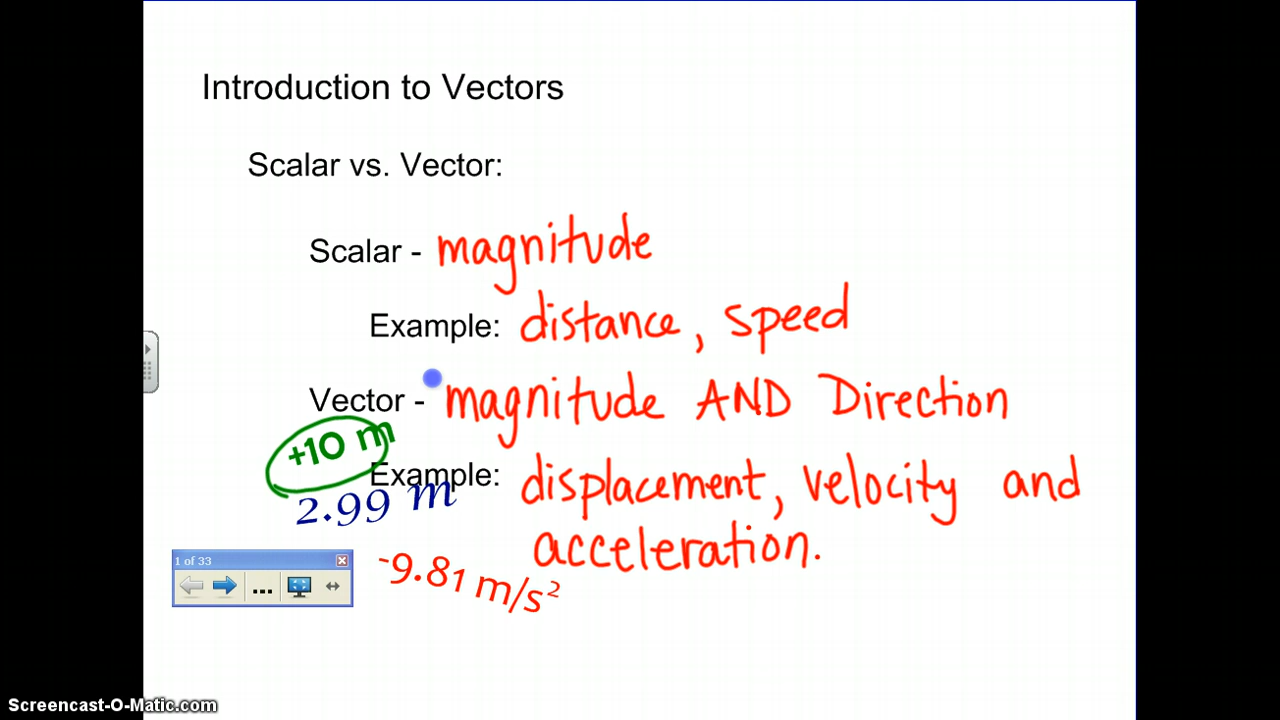 Introduction to Vectors
Scalar vs. Vector:
Scalar - magnitude
Example: distance, speed
Vector - magnitude AND Direction
+10 m
Example: displacement, velocity and
2.99 m
acceleration.
1 of 33
...
-9.81 m/s²
Screencast-O-Matic.com